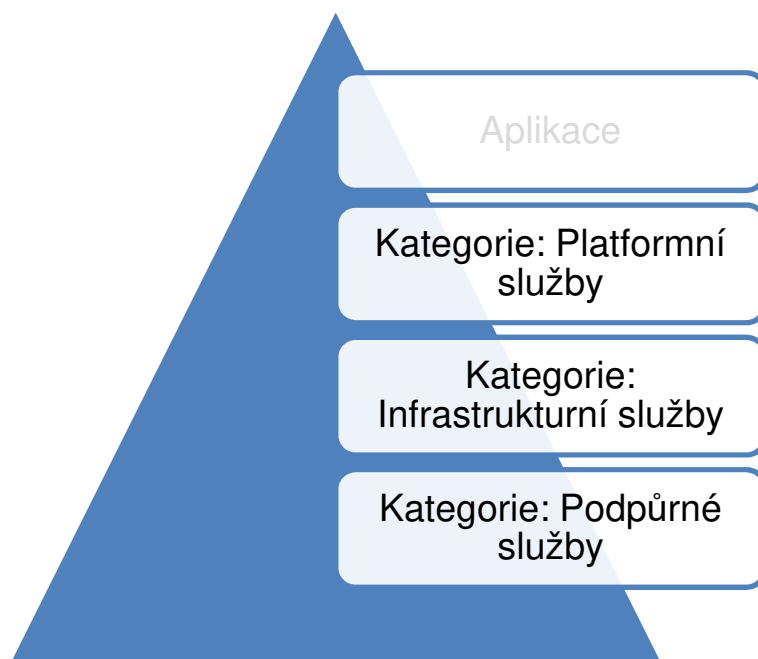 Aplikace
Kategorie: Platformní
služby
Kategorie:
Infrastrukturní služby
Kategorie: Podpůrné
služby